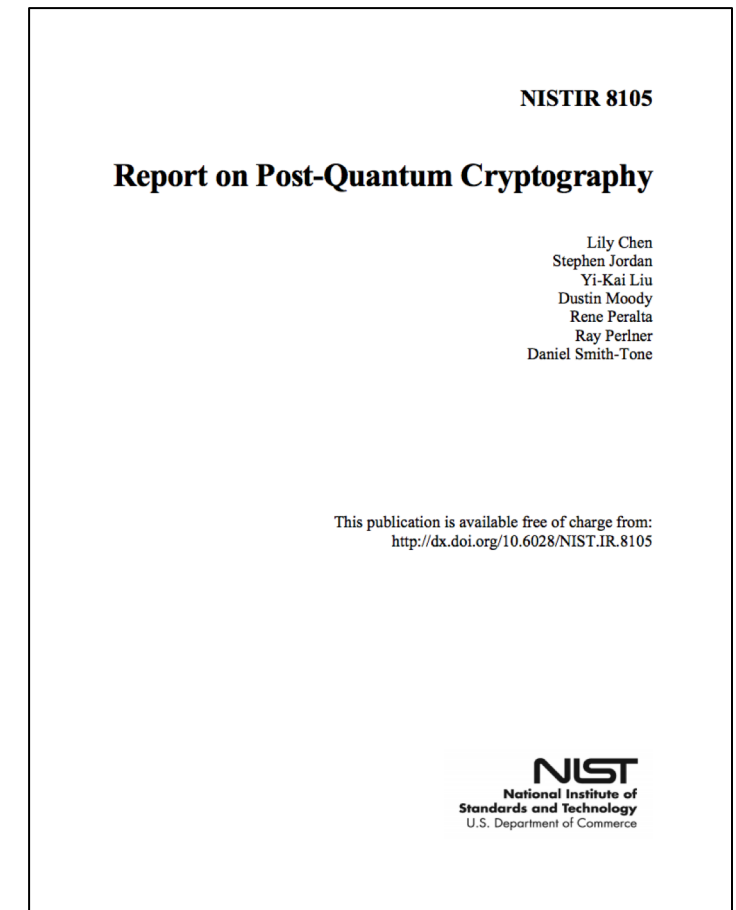 NISTIR 8105
Report on Post-Quantum Cryptography
Lily Chen
Stephen Jordan
Yi-Kai Liu
Dustin Moody
Rene Peralta
Ray Perlner
Daniel Smith-Tone
This publication is available free of charge from:
http://dx.doi.org/10.6028/NIST.IR.8105
NIST
National Institute of
Standards and Technology
U.S. Department of Commerce